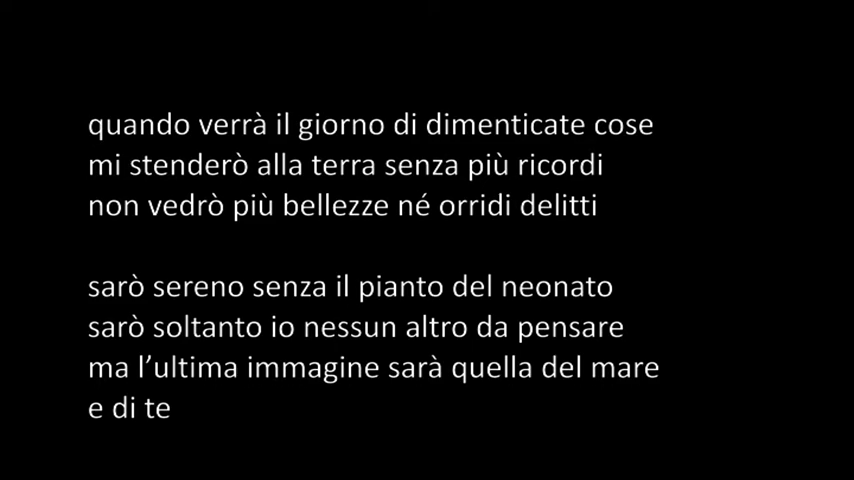 quando verrà il giorno di dimenticate cose
mi stenderò alla terra senza più ricordi
non vedrò più bellezze né orridi delitti
sarò sereno senza il pianto del neonato
sarò soltanto io nessun altro da pensare
ma l’ultima immagine sarà quella del mare
e di te